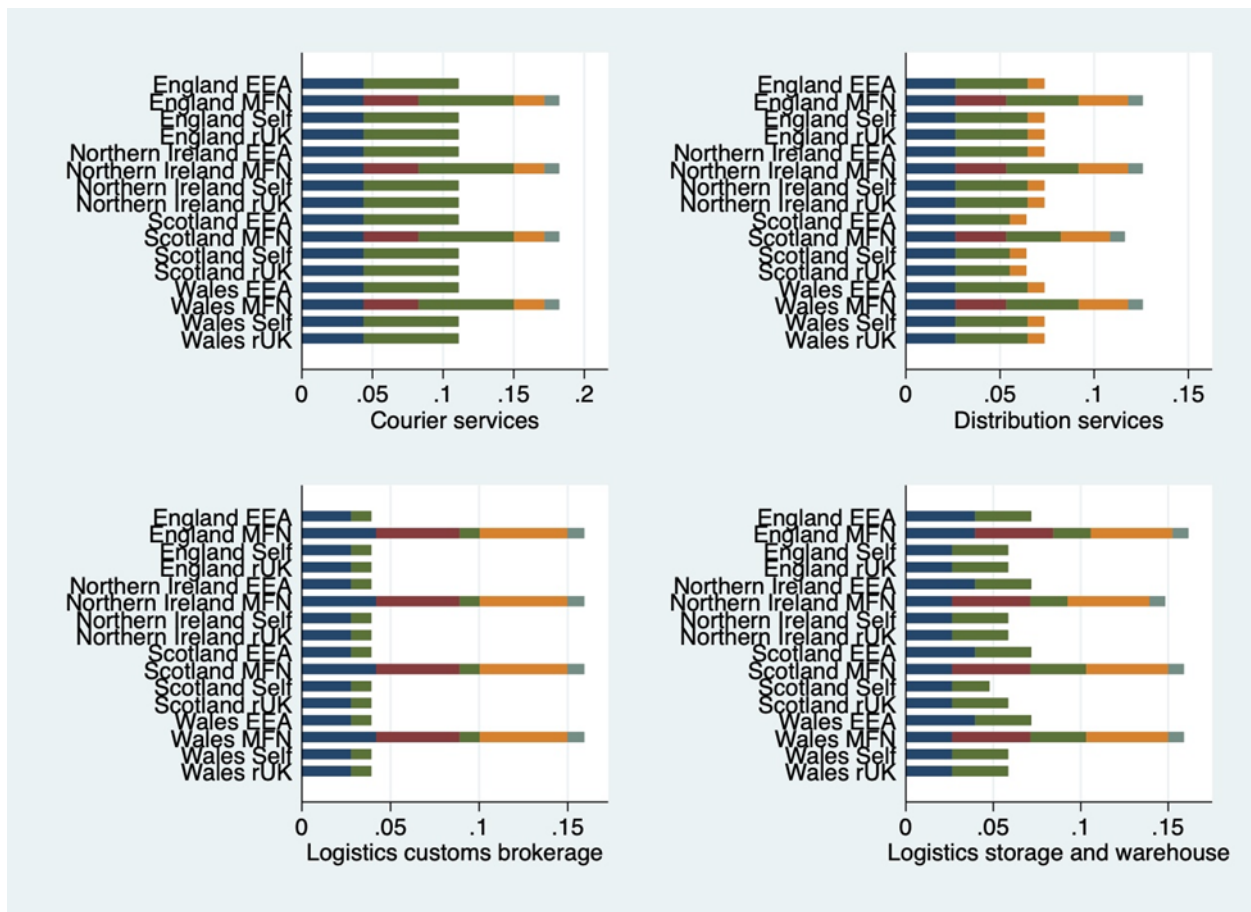 England EEA
England MFN
England Self
England rUK
Northern Ireland EEA
Northern Ireland MFN
Northern Ireland Self
Northern Ireland rUK
Scotland EEA
Scotland MFN
Scotland Self
Scotland rUK
Wales EEA
Wales MFN
Wales Self
Wales rUK
0 .05 .1 .15 .2
Courier services
England EEA
England MFN
England Self
England rUK
Northern Ireland EEA
Northern Ireland MFN
Northern Ireland Self
Northern Ireland rUK
Scotland EEA
Scotland MFN
Scotland Self
Scotland rUK
Wales EEA
Wales MFN
Wales Self
Wales rUK
0 .05 .1 .15
Distribution services
England EEA
England MFN
England Self
England rUK
Northern Ireland EEA
Northern Ireland MFN
Northern Ireland Self
Northern Ireland rUK
Scotland EEA
Scotland MFN
Scotland Self
Scotland rUK
Wales EEA
Wales MFN
Wales Self
Wales rUK
0 .05 .1 .15
Logistics customs brokerage
England EEA
England MFN
England Self
England rUK
Northern Ireland EEA
Northern Ireland MFN
Northern Ireland Self
Northern Ireland rUK
Scotland EEA
Scotland MFN
Scotland Self
Scotland rUK
Wales EEA
Wales MFN
Wales Self
Wales rUK
0 .05 .1 .15
Logistics storage and warehouse